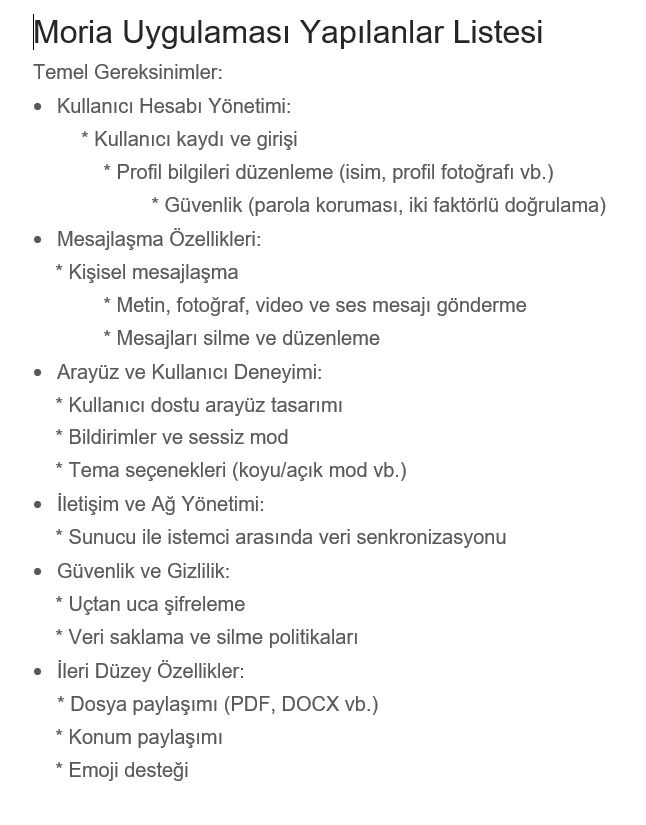 Moria Uygulaması Yapılanlar Listesi
Temel Gereksinimler:
• Kullanıcı Hesabı Yönetimi:
* Kullanıcı kaydı ve girişi
* Profil bilgileri düzenleme (isim, profil fotoğrafı vb.)
* Güvenlik (parola koruması, iki faktörlü doğrulama)
• Mesajlaşma Özellikleri:
* Kişisel mesajlaşma
* Metin, fotoğraf, video ve ses mesajı gönderme
* Mesajları silme ve düzenleme
• Arayüz ve Kullanıcı Deneyimi:
* Kullanıcı dostu arayüz tasarımı
* Bildirimler ve sessiz mod
* Tema seçenekleri (koyu/açık mod vb.)
• İletişim ve Ağ Yönetimi:
* Sunucu ile istemci arasında veri senkronizasyonu
• Güvenlik ve Gizlilik:
* Uçtan uca şifreleme
* Veri saklama ve silme politikaları
• İleri Düzey Özellikler:
* Dosya paylaşımı (PDF, DOCX vb.)
* Konum paylaşımı
* Emoji desteği